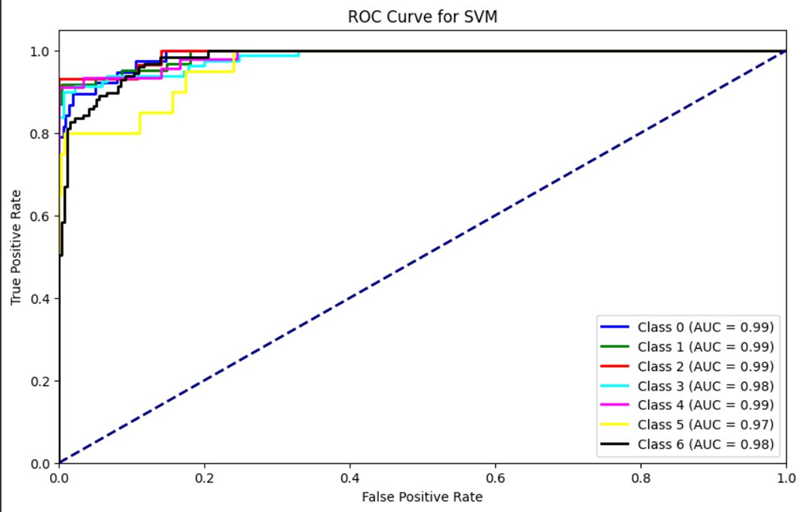 ROC Curve for SVM
True Positive Rate
1.0
0.8
0.6
0.4
0.2
0.0
0.0 0.2 0.4 0.6 0.8 1.0
False Positive Rate
Class 0 (AUC = 0.99)
Class 1 (AUC = 0.99)
Class 2 (AUC = 0.99)
Class 3 (AUC = 0.98)
Class 4 (AUC = 0.99)
Class 5 (AUC = 0.97)
Class 6 (AUC = 0.98)